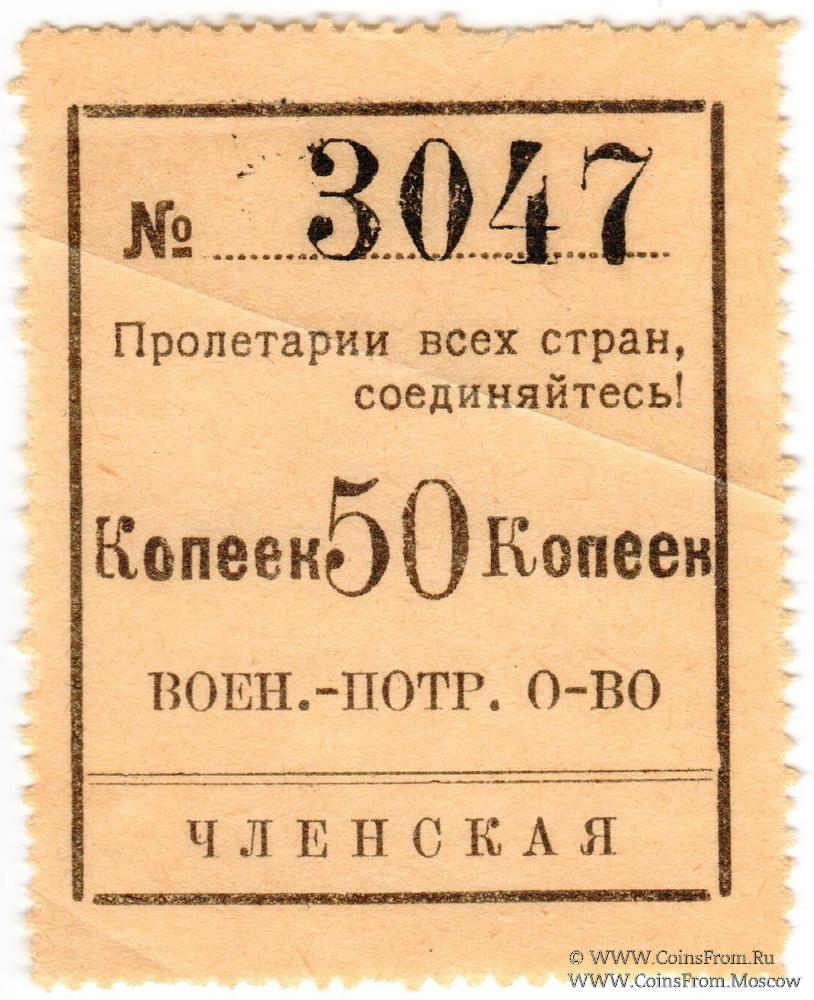 № 3047
Пролетарии всех стран,
соединяйтесь!
Копеек 50 Копеек
ВОЕН.-ПОТР. О-ВО
ЧЛЕНСКАЯ
© WWW.CoinsFrom.Ru
WWW.CoinsFrom.Moscow